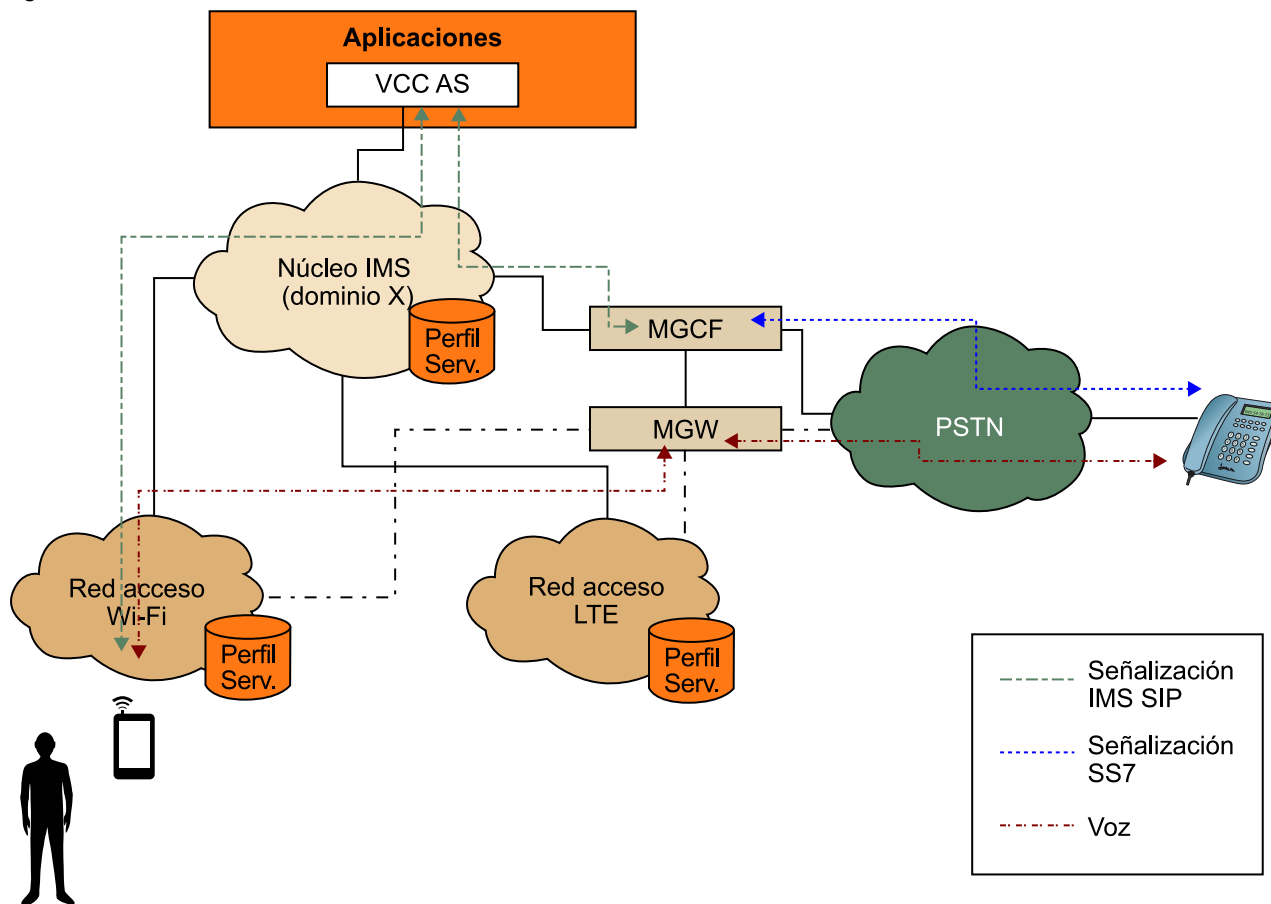 Aplicaciones
VCC AS
Núcleo IMS
(dominio X)
Perfil
Serv.
MGCF
MGW
PSTN
Red acceso
Wi-Fi
Perfil
Serv.
Red acceso
LTE
Perfil
Serv.
Señalización
IMS SIP
Señalización
SS7
Voz